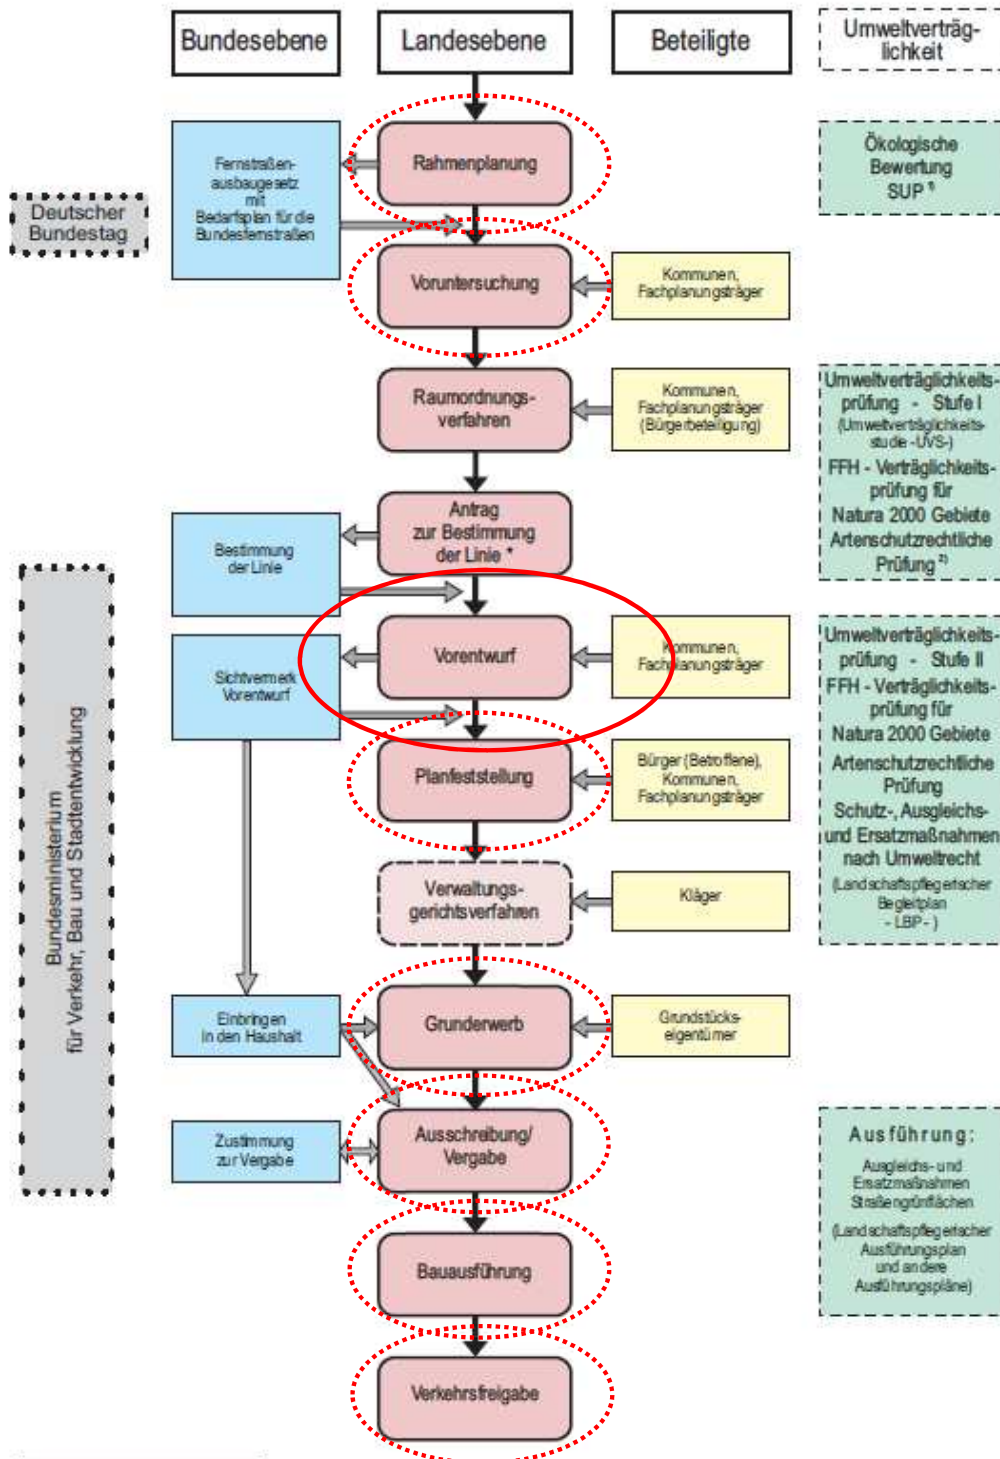 Bundesebene
Landesebene
Beteiligte
Umweltverträg-
lichkeit
Deutscher
Bundestag
Fernstraßen-
ausbaugesetz
mit
Bedarfsplan für die
Bundesfernstraßen
Rahmenplanung
Ökologische
Bewertung
SUP 1)
Voruntersuchung
Kommunen,
Fachplanungsträger
Raumordnungs-
verfahren
Kommunen,
Fachplanungsträger
(Bürgerbeteiligung)
Umweltverträglichkeits-
prüfung - Stufe I
(Umweltverträglichkeits-
studie -UVS-)
FFH - Verträglichkeits-
prüfung für
Natura 2000 Gebiete
Artenschutzrechtliche
Prüfung 2)
Antrag
zur Bestimmung
der Linie *
Bestimmung
der Linie
Bundesministerium
für Verkehr, Bau und Stadtentwicklung
Sichtvermerk
Vorentwurf
Vorentwurf
Kommunen,
Fachplanungsträger
Umweltverträglichkeits-
prüfung - Stufe II
FFH - Verträglichkeits-
prüfung für
Natura 2000 Gebiete
Artenschutzrechtliche
Prüfung
Schutz-, Ausgleichs-
und Ersatzmaßnahmen
nach Umweltrecht
(Landschaftspflegerischer
Begleitplan
- LBP - )
Planfeststellung
Bürger (Betroffene),
Kommunen,
Fachplanungsträger
Verwaltungs-
gerichtsverfahren
Kläger
Einbringen
in den Haushalt
Grunderwerb
Grundstücks-
eigentümer
Zustimmung
zur Vergabe
Ausschreibung/
Vergabe
Ausführung:
Ausgleichs- und
Ersatzmaßnahmen
Straßengrünflächen
(Landschaftspflegerischer
Ausführungsplan
und andere
Ausführungspläne)
Bauausführung
Verkehrsfreigabe